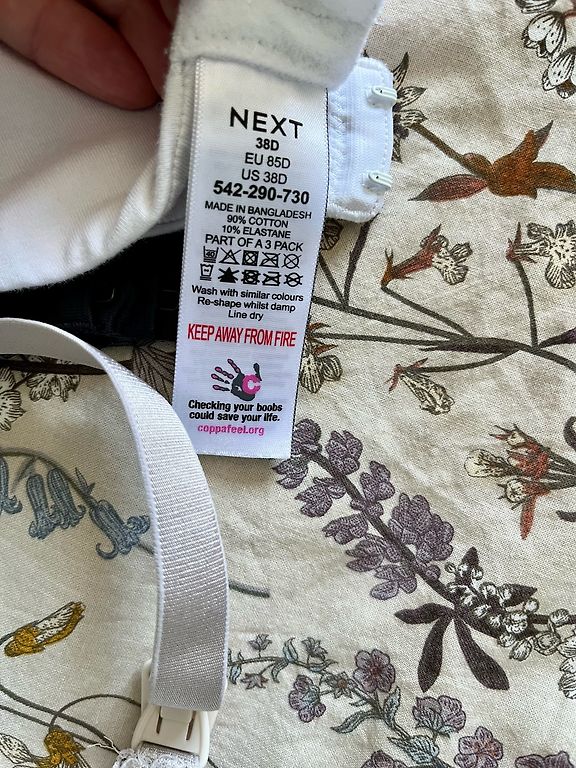 NEXT
38D
EU 85D
US 38D
542-290-730
MADE IN BANGLADESH
90% COTTON
10% ELASTANE
PART OF A 3 PACK
Wash with similar colours
Re-shape whilst damp
Line dry
KEEP AWAY FROM FIRE
C
Checking your boobs
could save your life.
coppafeel.org